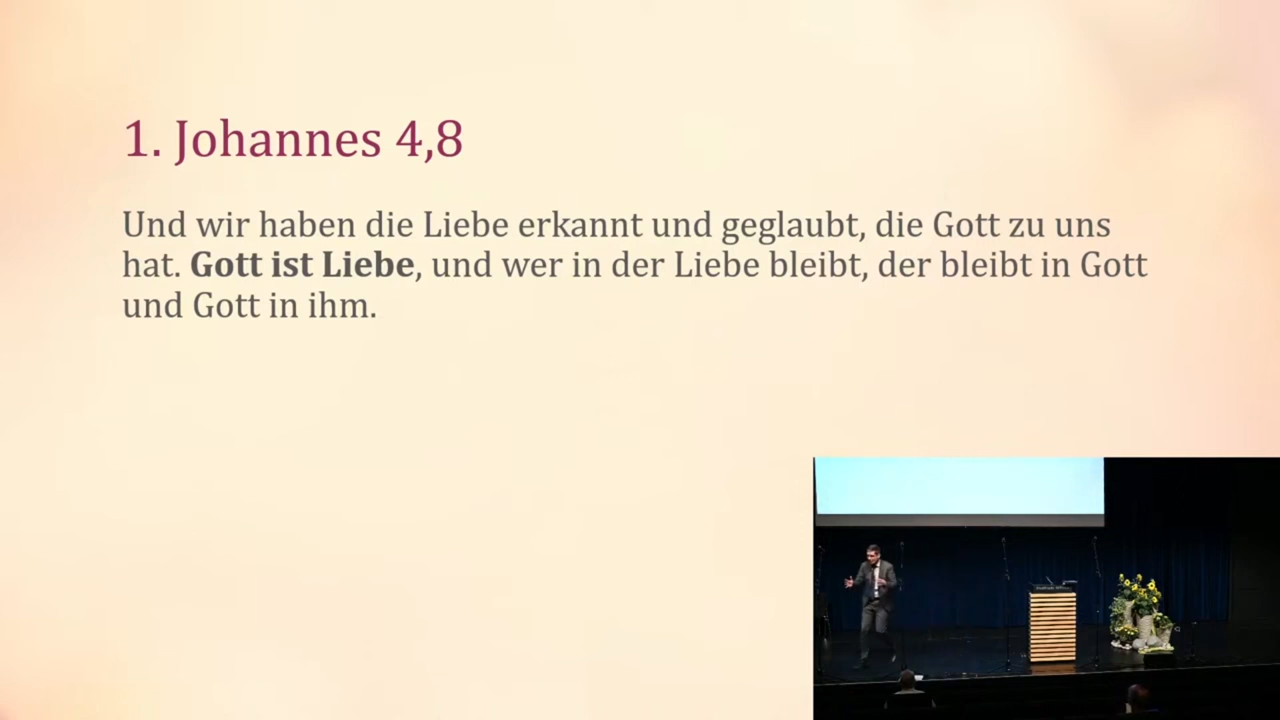 1. Johannes 4,8
Und wir haben die Liebe erkannt und geglaubt, die Gott zu uns
hat. Gott ist Liebe, und wer in der Liebe bleibt, der bleibt in Gott
und Gott in ihm.